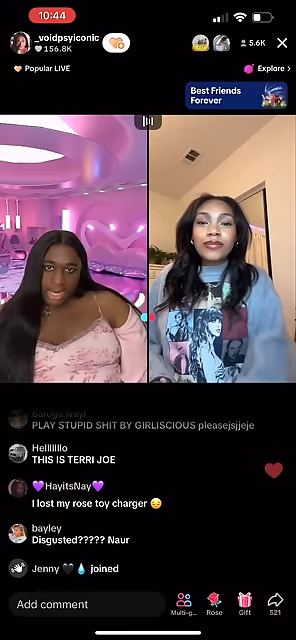 10:44
_voidpsyiconic
156.8K
5.6K
Popular LIVE
Explore >
Best Friends
Forever
Baluga.wayl
PLAY STUPID SHIT BY GIRLISCIOUS pleasejsjjeje
THIS IS TERRI JOE
💜HayitsNay💜
I lost my rose toy charger 😔
bayley
Disgusted????? Naur
Jenny 🖤💧 joined
Add comment
Multi-g...
Rose
Gift
521